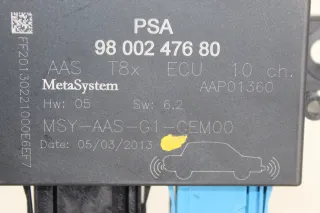 PSA
98 002 476 80
AAS T8x ECU 10 ch.
MetaSystem AAP01360
Hw: 05 Sw: 6.2
MSY-AAS-G1-CEM00
Date: 05/03/2013
FF20130221000E6EF7